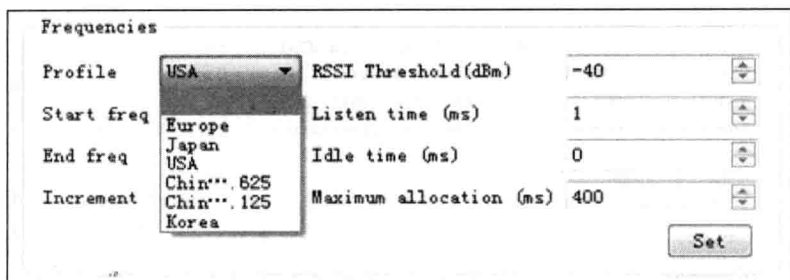 Frequencies
Profile USA RSSI Threshold(dBm) -40
Start freq Listen time (ms) 1
Europe
Japan
End freq Idle time (ms) 0
USA
Chin···.625
Increment Maximum allocation (ms) 400
Chin···.125
Korea
Set